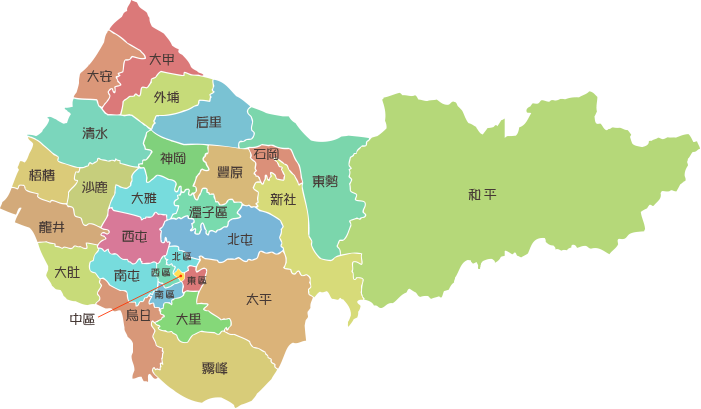 大甲
大安
外埔
后里
清水
石岡
神岡
豐原
梧棲
沙鹿
東勢
和平
大雅
新社
潭子區
龍井
西屯
北屯
北區
大肚
南屯
西區
東區
南區
太平
中區
烏日
大里
霧峰